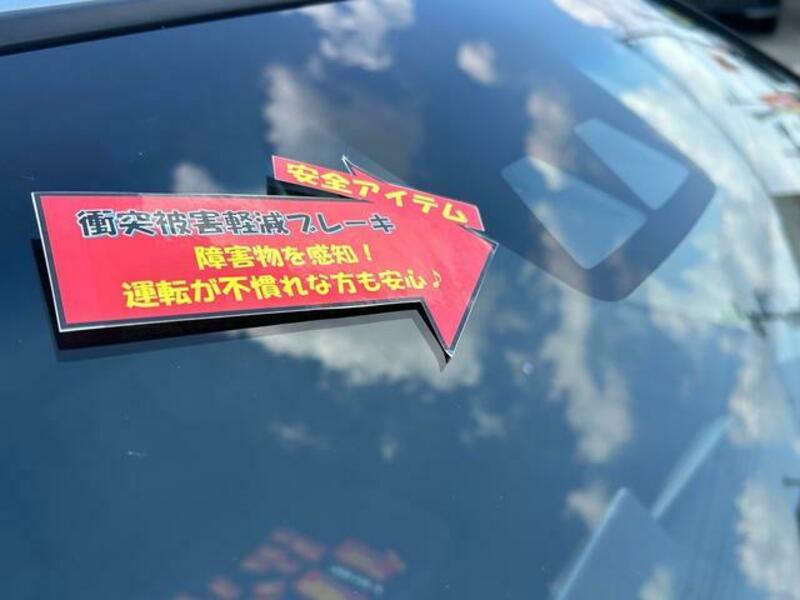 安全アイテム
衝突被害軽減ブレーキ
障害物を感知！
運転が不慣れな方も安心♪